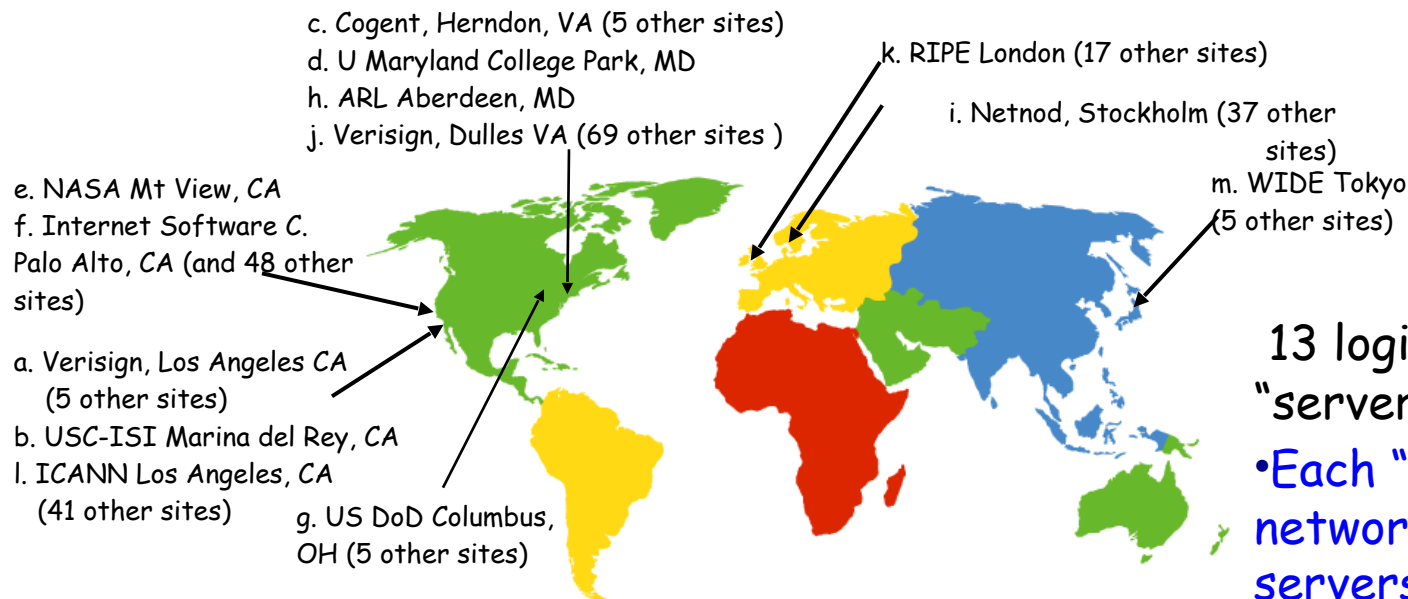 c. Cogent, Herndon, VA (5 other sites)
d. U Maryland College Park, MD
h. ARL Aberdeen, MD
j. Verisign, Dulles VA (69 other sites )
k. RIPE London (17 other sites)
i. Netnod, Stockholm (37 other
sites)
m. WIDE Tokyo
(5 other sites)
e. NASA Mt View, CA
f. Internet Software C.
Palo Alto, CA (and 48 other
sites)
a. Verisign, Los Angeles CA
(5 other sites)
b. USC-ISI Marina del Rey, CA
l. ICANN Los Angeles, CA
(41 other sites)
g. US DoD Columbus,
OH (5 other sites)
13 logi
“server
•Each “
networ
servers